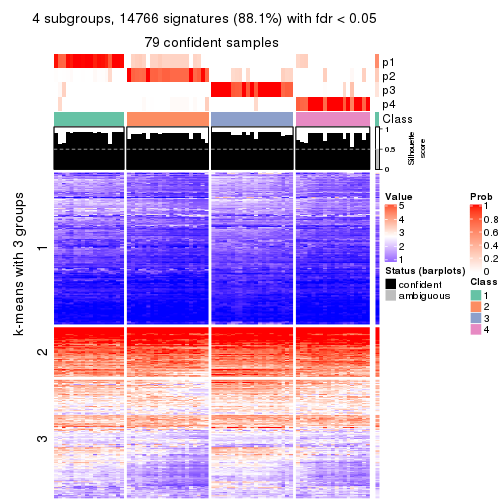 4 subgroups, 14766 signatures (88.1%) with fdr < 0.05
79 confident samples
p1
p2
p3
p4
Class
1
0.5
0
Silhouette
score
k-means with 3 groups
1
2
3
Value
5
4
3
2
1
Status (barplots)
confident
ambiguous
Prob
1
0.8
0.6
0.4
0.2
0
Class
1
2
3
4